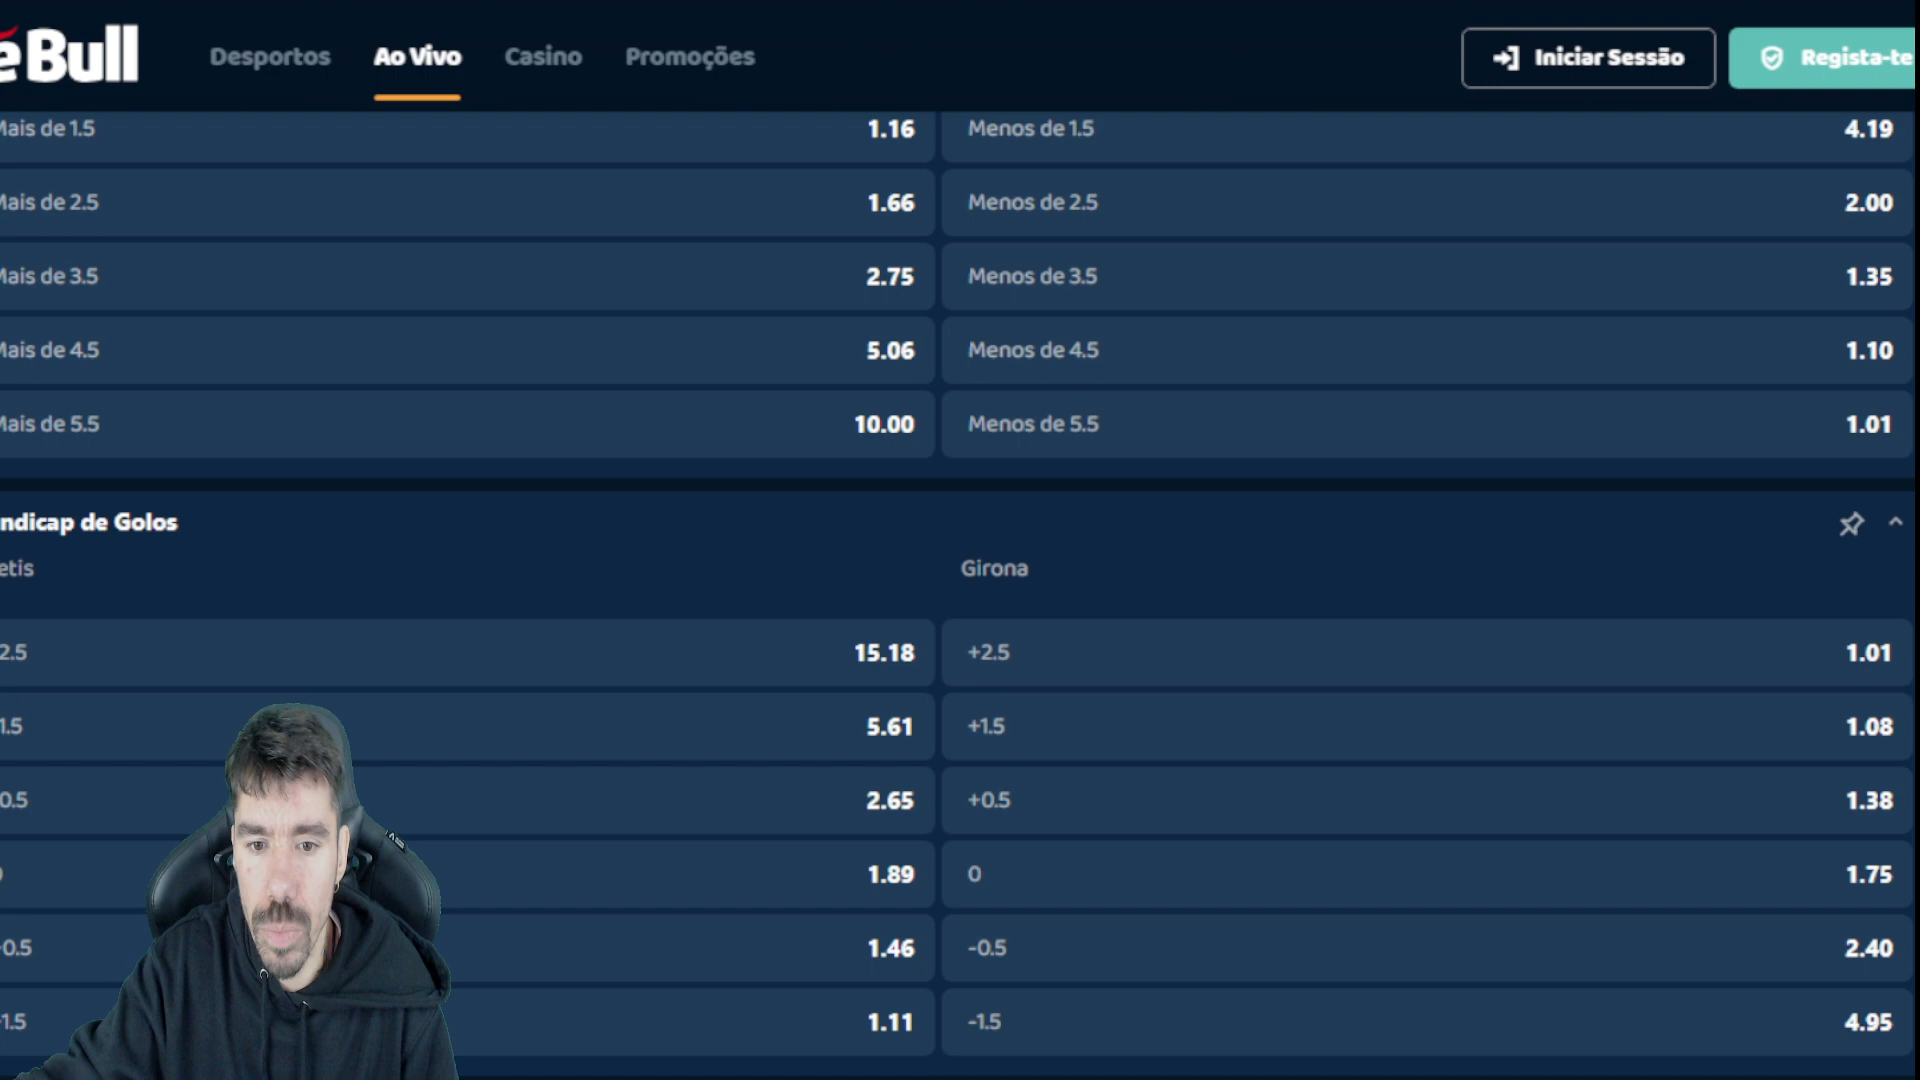 é Bull
Desportos
Ao Vivo
Casino
Promoções
Iniciar Sessão
Regista-te
Mais de 1.5
1.16
Menos de 1.5
4.19
Mais de 2.5
1.66
Menos de 2.5
2.00
Mais de 3.5
2.75
Menos de 3.5
1.35
Mais de 4.5
5.06
Menos de 4.5
1.10
Mais de 5.5
10.00
Menos de 5.5
1.01
ndicap de Golos
etis
Girona
2.5
15.18
+2.5
1.01
1.5
5.61
+1.5
1.08
0.5
2.65
+0.5
1.38
0
1.89
0
1.75
0.5
1.46
-0.5
2.40
1.5
1.11
-1.5
4.95